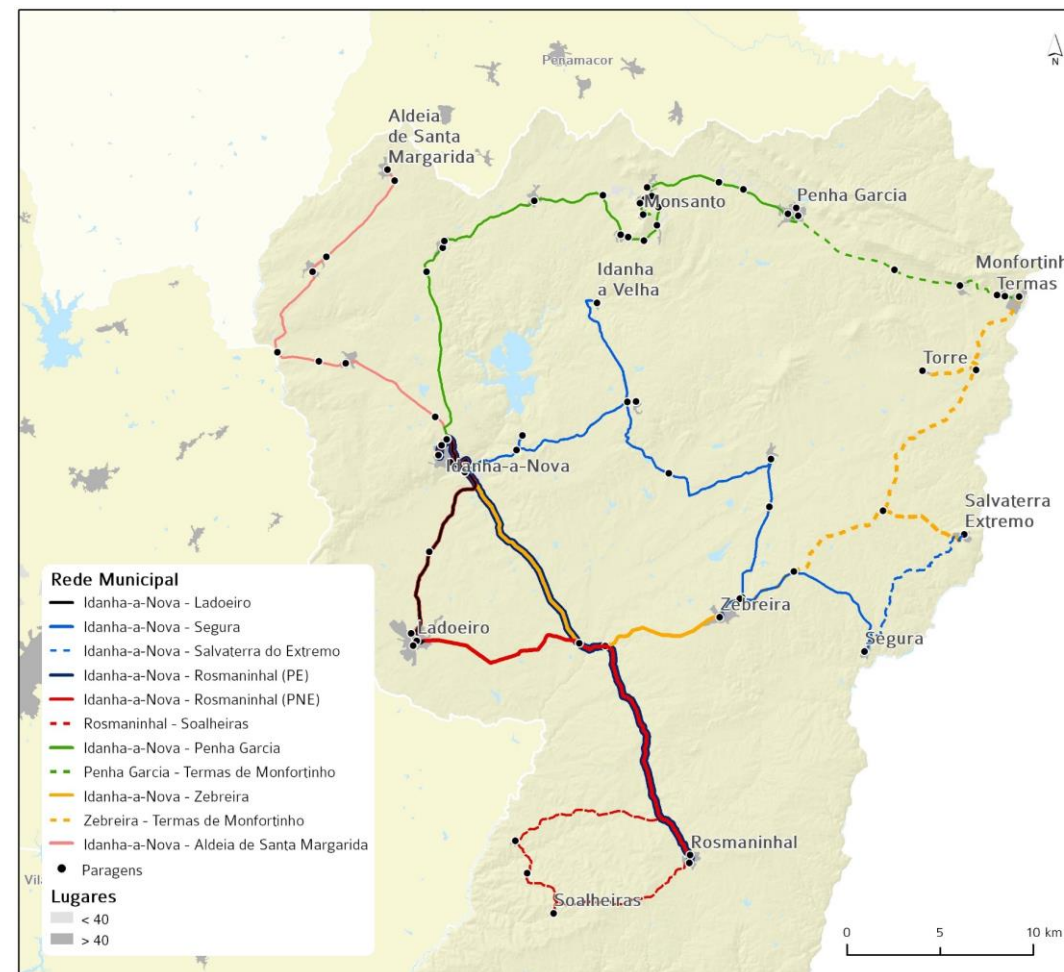 Penamacor
N
Aldeia
de Santa
Margarida
Monsanto
Penha Garcia
Idanha
a Velha
Monfortinh
Termas
Torre
Idanha-a-Nova
Salvaterra
Extremo
Zebreira
Ladoeiro
Segura
Rosmaninhal
Soalheiras
Rede Municipal
Idanha-a-Nova - Ladoeiro
Idanha-a-Nova - Segura
Idanha-a-Nova - Salvaterra do Extremo
Idanha-a-Nova - Rosmaninhal (PE)
Idanha-a-Nova - Rosmaninhal (PNE)
Rosmaninhal - Soalheiras
Idanha-a-Nova - Penha Garcia
Penha Garcia - Termas de Monfortinho
Idanha-a-Nova - Zebreira
Zebreira - Termas de Monfortinho
Idanha-a-Nova - Aldeia de Santa Margarida
Paragens
Lugares
< 40
> 40
Vil
0 5 10 km